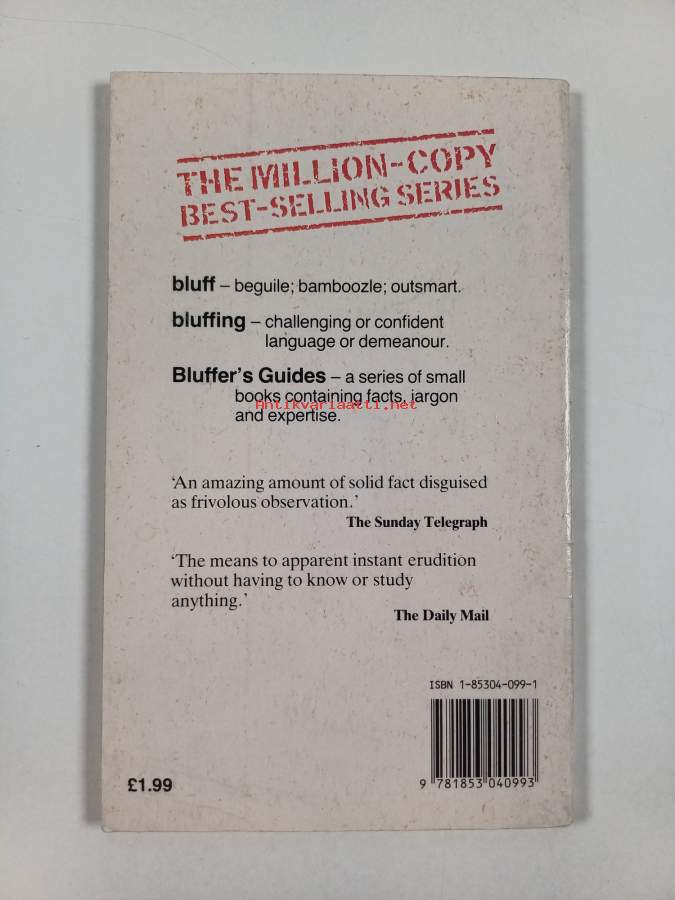 THE MILLION-COPY
BEST-SELLING SERIES
bluff – beguile; bamboozle; outsmart.
bluffing – challenging or confident
language or demeanour.
Bluffer's Guides – a series of small
books containing facts, jargon
Antikvariaatti.net
and expertise.
‘An amazing amount of solid fact disguised
as frivolous observation.’
The Sunday Telegraph
‘The means to apparent instant erudition
without having to know or study
anything.’
The Daily Mail
ISBN 1-85304-099-1
£1.99
9 781853 040993